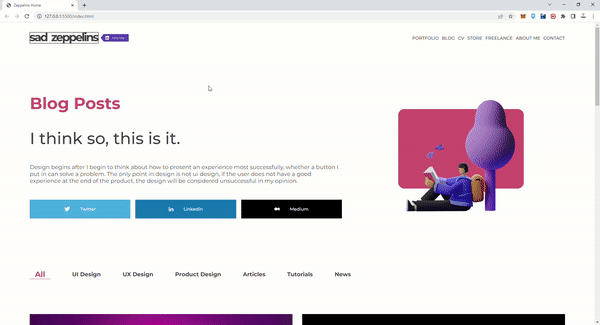 Zeppelins Home
127.0.0.1:5500/index.html
sad zeppelins
Hire Me
PORTFOLIO BLOG CV STORE FREELANCE ABOUT ME CONTACT
Blog Posts
I think so, this is it.
Design begins after I begin to think about how to present an experience most successfully, whether a button I
put in can solve a problem. The only point in design is not ui design, if the user does not have a good
experience at the end of the product, the design will be considered unsuccessful in my opinion.
Twitter
LinkedIn
Medium
All
UI Design
UX Design
Product Design
Articles
Tutorials
News